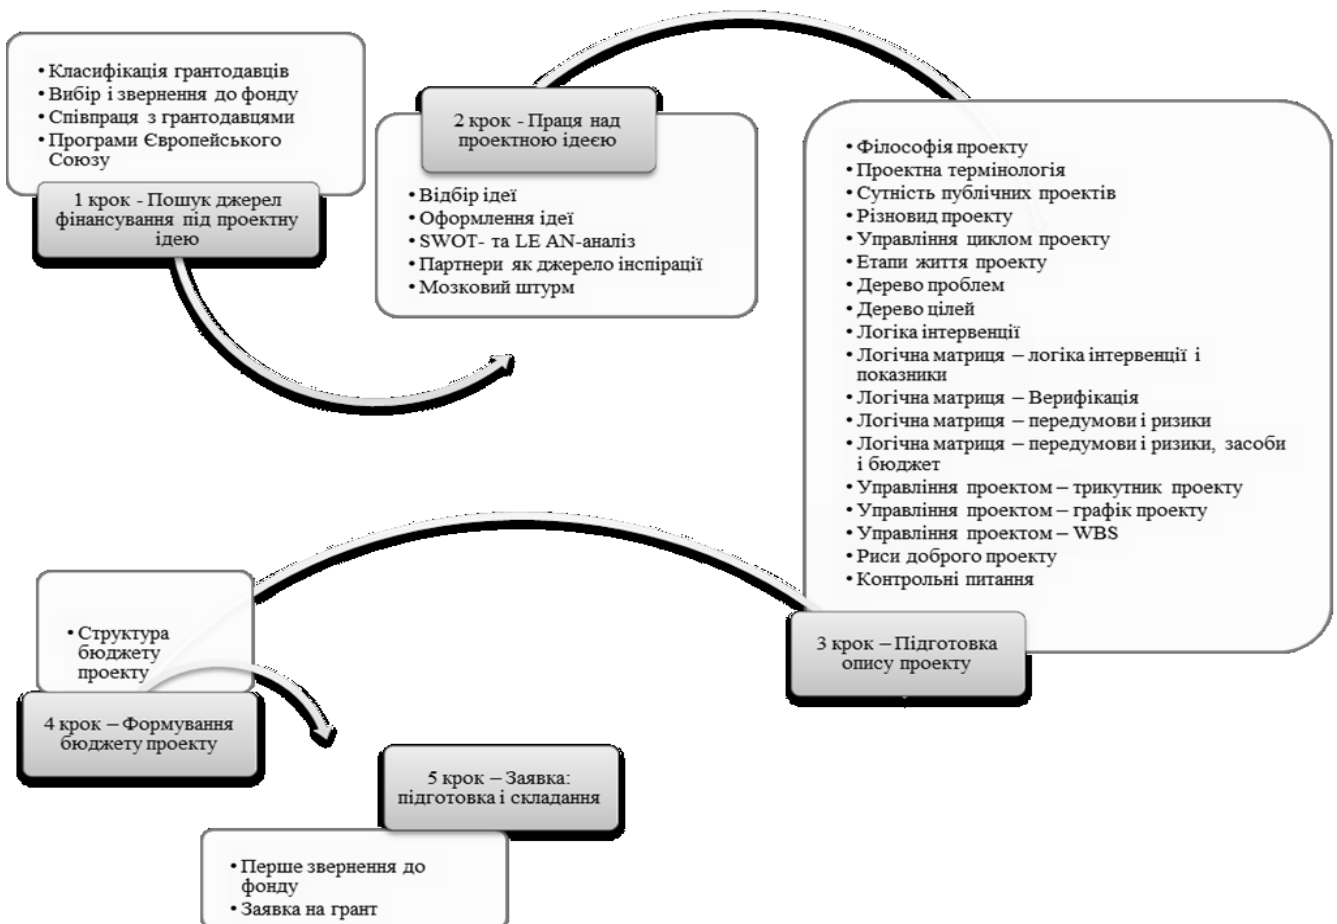 • Класифікація грантодавців
• Вибір і звернення до фонду
• Співпраця з грантодавцями
• Програми Європейського
Союзу
1 крок - Пошук джерел
фінансування під проектну
ідею
2 крок - Праця над
проектною ідеєю
• Відбір ідеї
• Оформлення ідеї
• SWOT- та LE AN-аналіз
• Партнери як джерело інспірації
• Мозковий штурм
• Філософія проекту
• Проектна термінологія
• Сутність публічних проектів
• Різновид проекту
• Управління циклом проекту
• Етапи життя проекту
• Дерево проблем
• Дерево цілей
• Логіка інтервенції
• Логічна матриця – логіка інтервенції і
показники
• Логічна матриця – Верифікація
• Логічна матриця – передумови і ризики
• Логічна матриця – передумови і ризики, засоби
і бюджет
• Управління проектом – трикутник проекту
• Управління проектом – графік проекту
• Управління проектом – WBS
• Риси доброго проекту
• Контрольні питання
3 крок – Підготовка
опису проекту
• Структура
бюджету
проекту
4 крок – Формування
бюджету проекту
5 крок – Заявка:
підготовка і складання
• Перше звернення до
фонду
• Заявка на грант